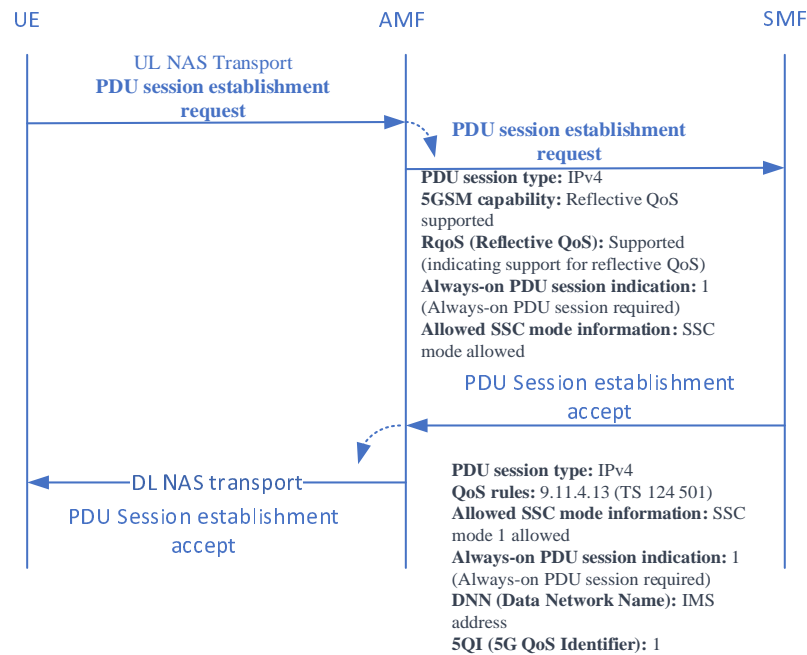 UE
AMF
SMF
UL NAS Transport
PDU session establishment
request
PDU session establishment
request
PDU session type: IPv4
5GSM capability: Reflective QoS
supported
RqoS (Reflective QoS): Supported
(indicating support for reflective QoS)
Always-on PDU session indication: 1
(Always-on PDU session required)
Allowed SSC mode information: SSC
mode allowed
PDU Session establishment
accept
DL NAS transport
PDU Session establishment
accept
PDU session type: IPv4
QoS rules: 9.11.4.13 (TS 124 501)
Allowed SSC mode information: SSC
mode 1 allowed
Always-on PDU session indication: 1
(Always-on PDU session required)
DNN (Data Network Name): IMS
address
5QI (5G QoS Identifier): 1